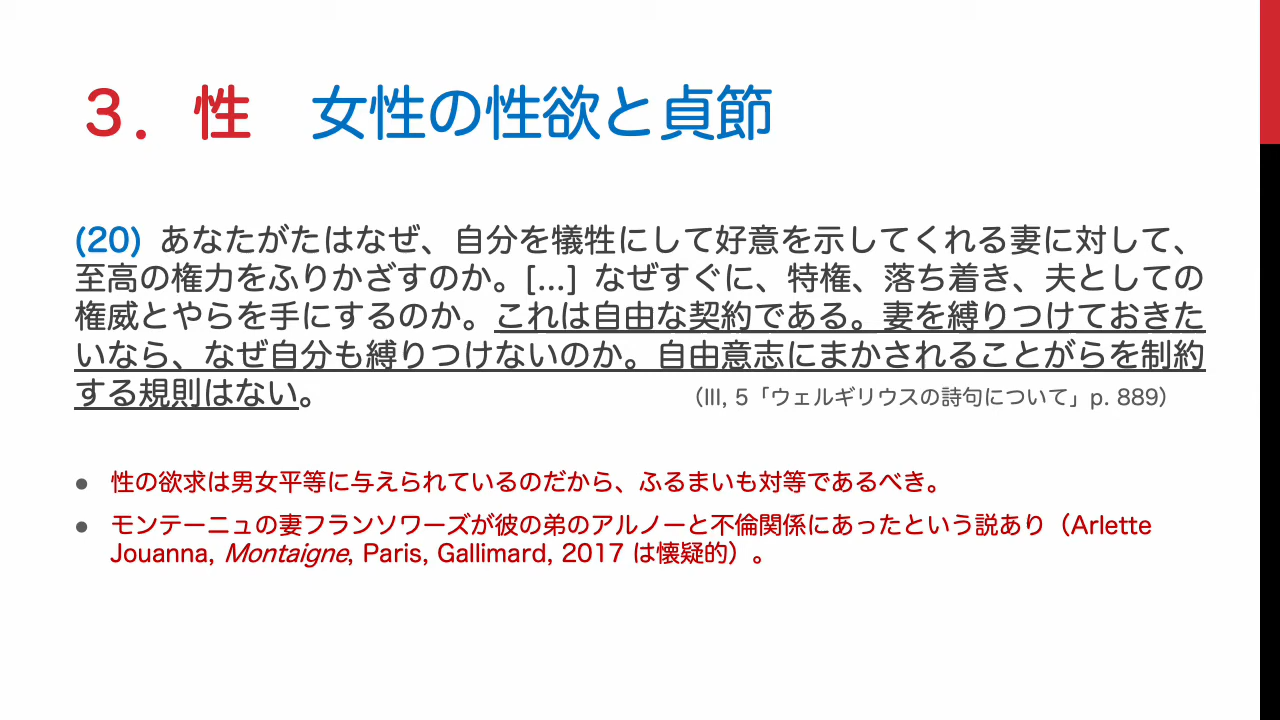 3．性　女性の性欲と貞節
(20) あなたがたはなぜ、自分を犠牲にして好意を示してくれる妻に対して、
至高の権力をふりかざすのか。[...] なぜすぐに、特権、落ち着き、夫としての
権威とやらを手にするのか。これは自由な契約である。妻を縛りつけておきた
いなら、なぜ自分も縛りつけないのか。自由意志にまかされることがらを制約
する規則はない。
（III, 5「ウェルギリウスの詩句について」p. 889）
● 性の欲求は男女平等に与えられているのだから、ふるまいも対等であるべき。
● モンテーニュの妻フランソワーズが彼の弟のアルノーと不倫関係にあったという説あり（Arlette
Jouanna, Montaigne, Paris, Gallimard, 2017 は懐疑的）。